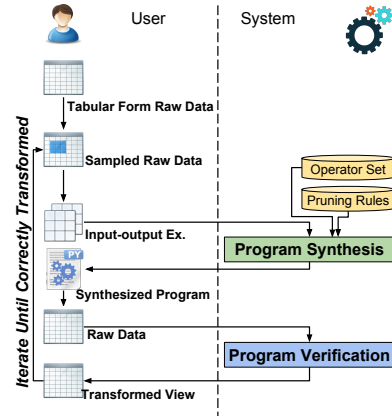 User
System
Tabular Form Raw Data
Sampled Raw Data
Operator Set
Pruning Rules
Input-output Ex.
Program Synthesis
PY
Synthesized Program
Raw Data
Program Verification
Transformed View
Iterate Until Correctly Transformed